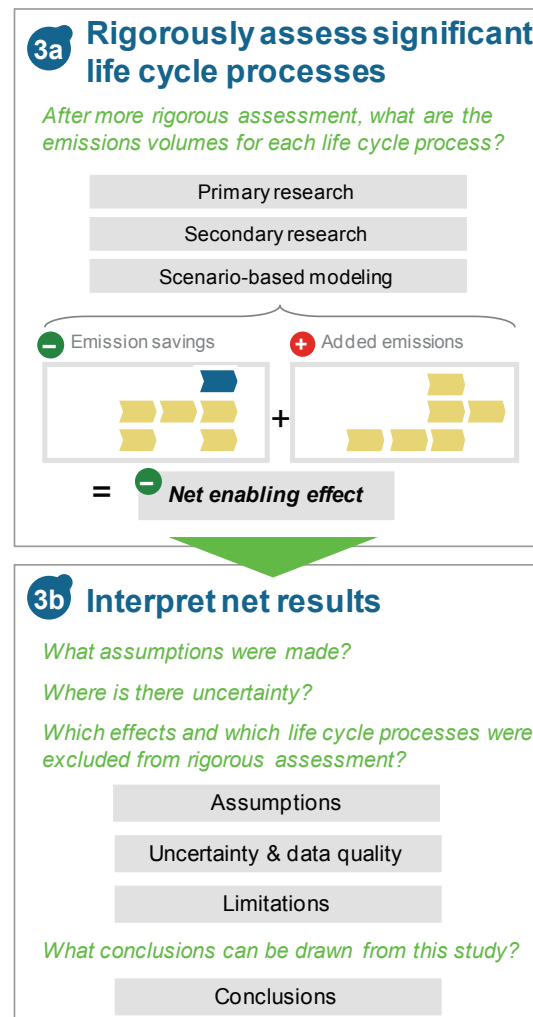 3a
Rigorously assess significant
life cycle processes
After more rigorous assessment, what are the
emissions volumes for each life cycle process?
Primary research
Secondary research
Scenario-based modeling
– Emission savings
+ Added emissions
+
= – Net enabling effect
3b Interpret net results
What assumptions were made?
Where is there uncertainty?
Which effects and which life cycle processes were
excluded from rigorous assessment?
Assumptions
Uncertainty & data quality
Limitations
What conclusions can be drawn from this study?
Conclusions